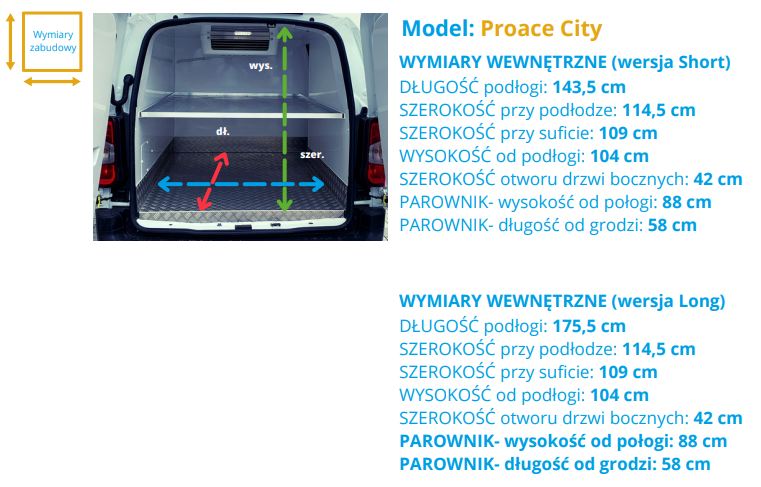 Wymiary
zabudowy
wys.
dł.
szer.
Model: Proace City
WYMIARY WEWNĘTRZNE (wersja Short)
DŁUGOŚĆ podłogi: 143,5 cm
SZEROKOŚĆ przy podłodze: 114,5 cm
SZEROKOŚĆ przy suficie: 109 cm
WYSOKOŚĆ od podłogi: 104 cm
SZEROKOŚĆ otworu drzwi bocznych: 42 cm
PAROWNIK- wysokość od połogi: 88 cm
PAROWNIK- długość od grodzi: 58 cm
WYMIARY WEWNĘTRZNE (wersja Long)
DŁUGOŚĆ podłogi: 175,5 cm
SZEROKOŚĆ przy podłodze: 114,5 cm
SZEROKOŚĆ przy suficie: 109 cm
WYSOKOŚĆ od podłogi: 104 cm
SZEROKOŚĆ otworu drzwi bocznych: 42 cm
PAROWNIK- wysokość od połogi: 88 cm
PAROWNIK- długość od grodzi: 58 cm